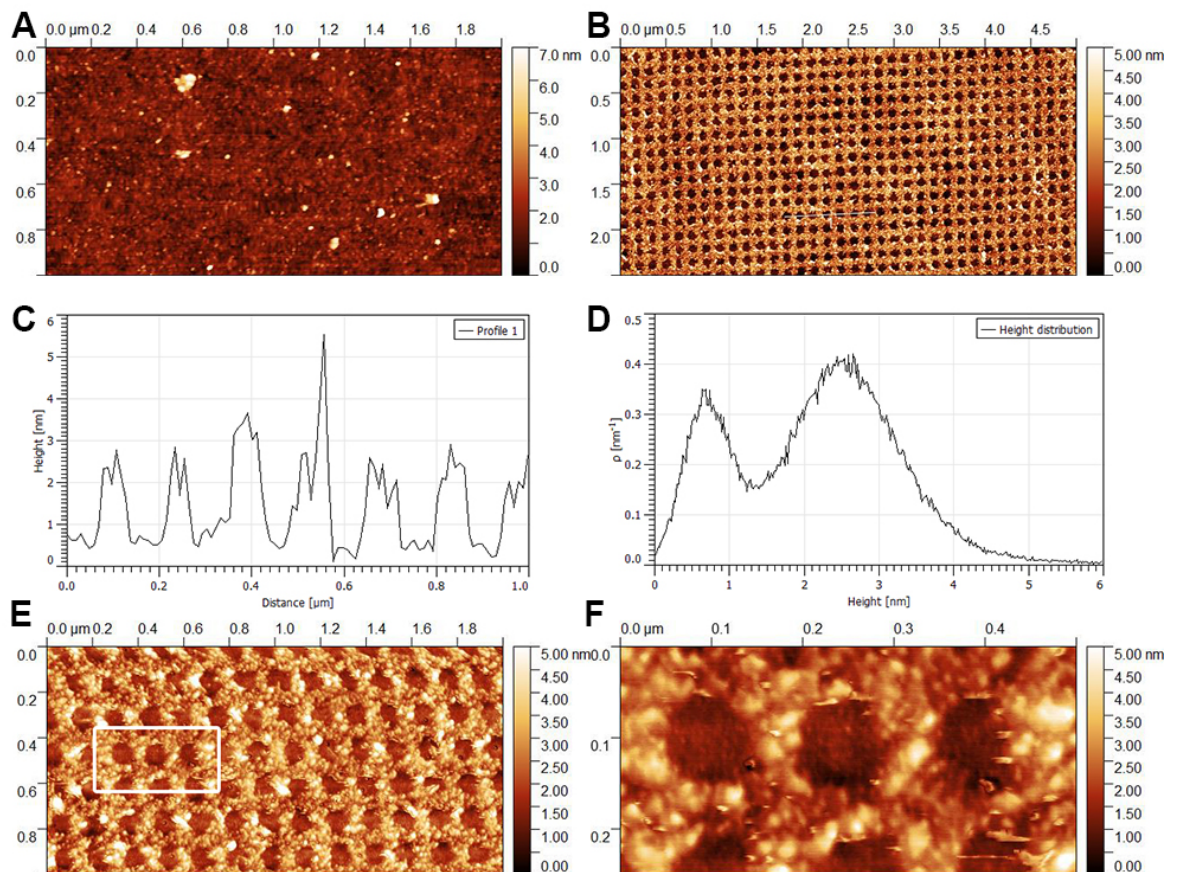 A
0.0 µm 0.2 0.4 0.6 0.8 1.0 1.2 1.4 1.6 1.8
0.0
0.2
0.4
0.6
0.8
7.0 nm
6.0
5.0
4.0
3.0
2.0
0.0
B
0.0 µm 0.5 1.0 1.5 2.0 2.5 3.0 3.5 4.0 4.5
0.0
0.5
1.0
1.5
2.0
5.00 nm
4.50
4.00
3.50
3.00
2.50
2.00
1.50
1.00
0.00
C
Profile 1
6
5
4
3
2
1
0
Height [nm]
0.0 0.2 0.4 0.6 0.8 1.0
Distance [µm]
D
Height distribution
0.5
0.4
0.3
0.2
0.1
0.0
ρ [nm⁻¹]
0 1 2 3 4 5 6
Height [nm]
E
0.0 µm 0.2 0.4 0.6 0.8 1.0 1.2 1.4 1.6 1.8
0.0
0.2
0.4
0.6
0.8
5.00 nm
4.50
4.00
3.50
3.00
2.50
2.00
1.50
1.00
0.00
F
0.0 µm 0.1 0.2 0.3 0.4
0.0
0.1
0.2
5.00 nm
4.50
4.00
3.50
3.00
2.50
2.00
1.50
1.00
0.00